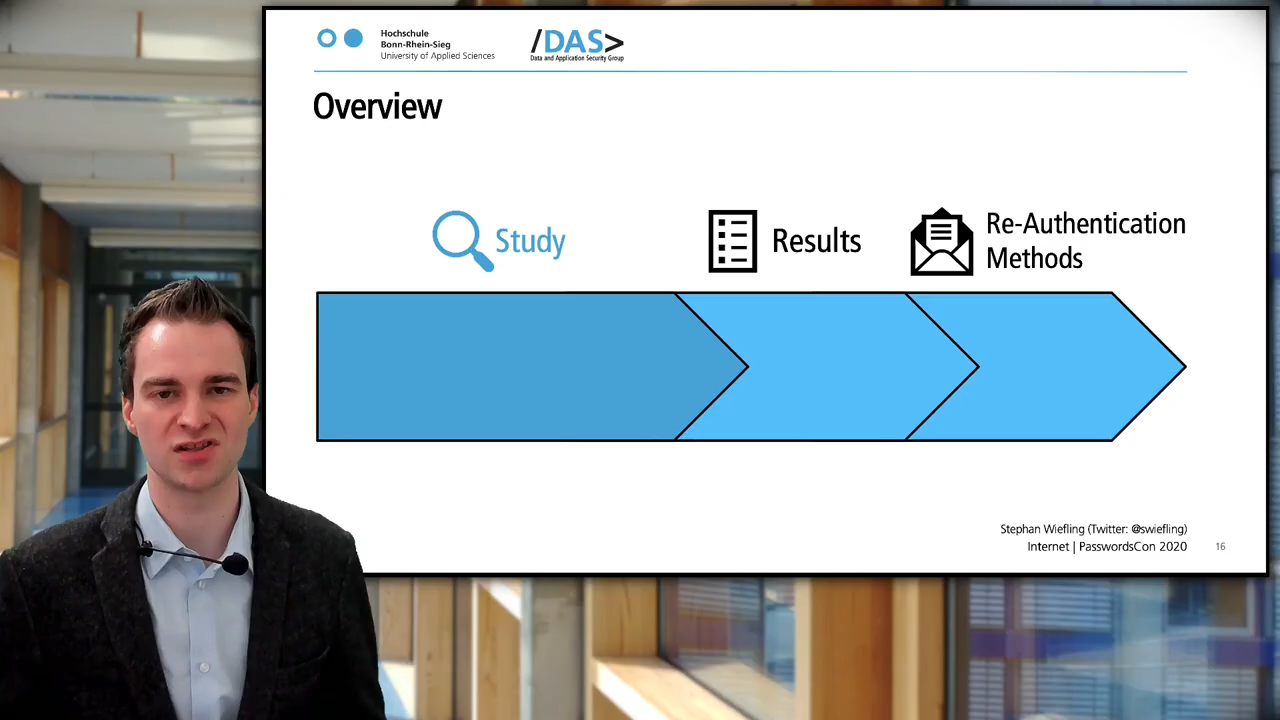 Hochschule
Bonn-Rhein-Sieg
University of Applied Sciences
/DAS>
Data and Application Security Group
Overview
Study
Results
Re-Authentication
Methods
Stephan Wiefling (Twitter: @swiefling)
Internet | PasswordsCon 2020
16